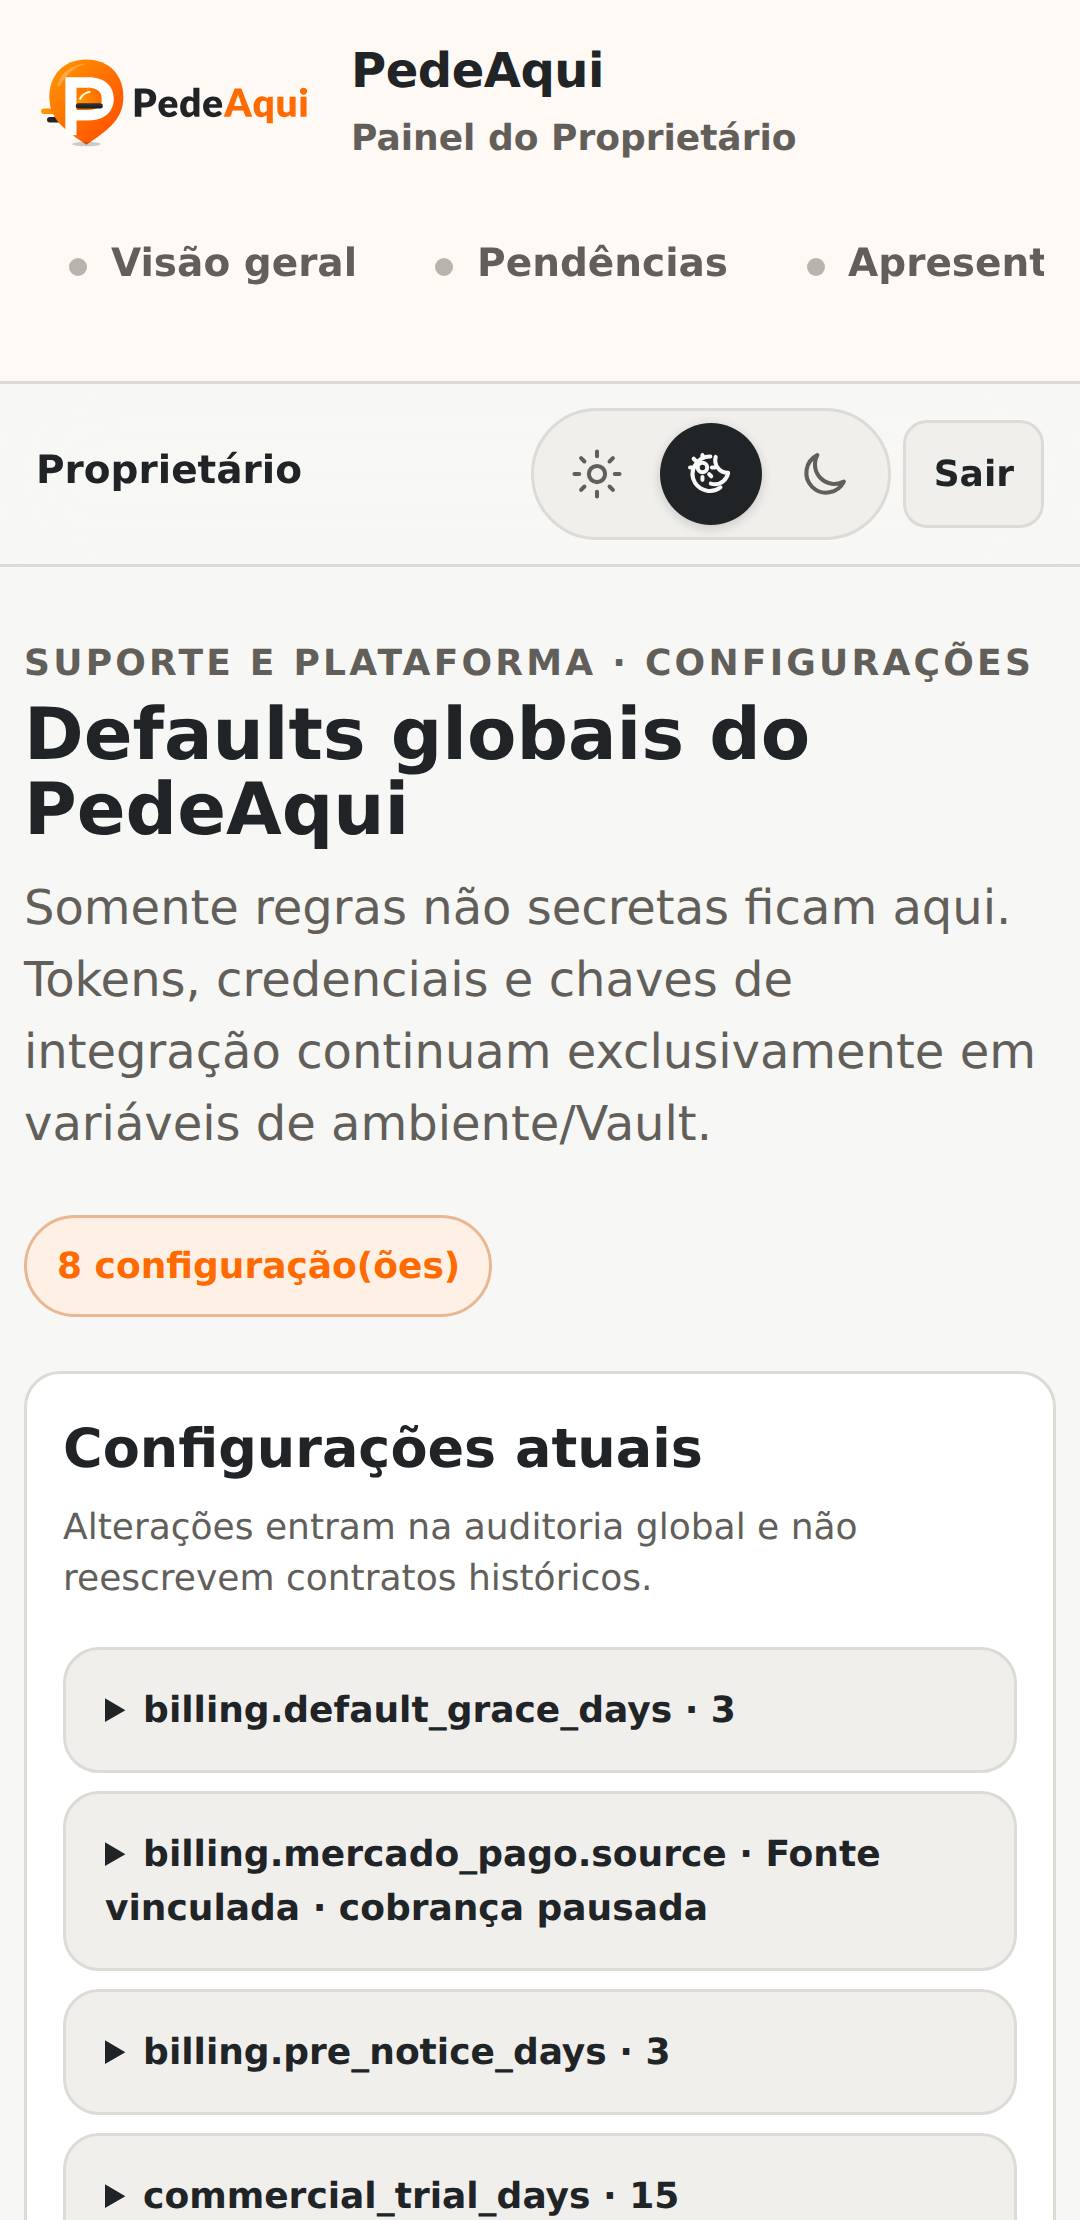 PedeAqui
PedeAqui
Painel do Proprietário
Visão geral
Pendências
Apresent
Proprietário
Sair
SUPORTE E PLATAFORMA · CONFIGURAÇÕES
Defaults globais do
PedeAqui
Somente regras não secretas ficam aqui.
Tokens, credenciais e chaves de
integração continuam exclusivamente em
variáveis de ambiente/Vault.
8 configuração(ões)
Configurações atuais
Alterações entram na auditoria global e não
reescrevem contratos históricos.
billing.default_grace_days · 3
billing.mercado_pago.source · Fonte
vinculada · cobrança pausada
billing.pre_notice_days · 3
commercial_trial_days · 15